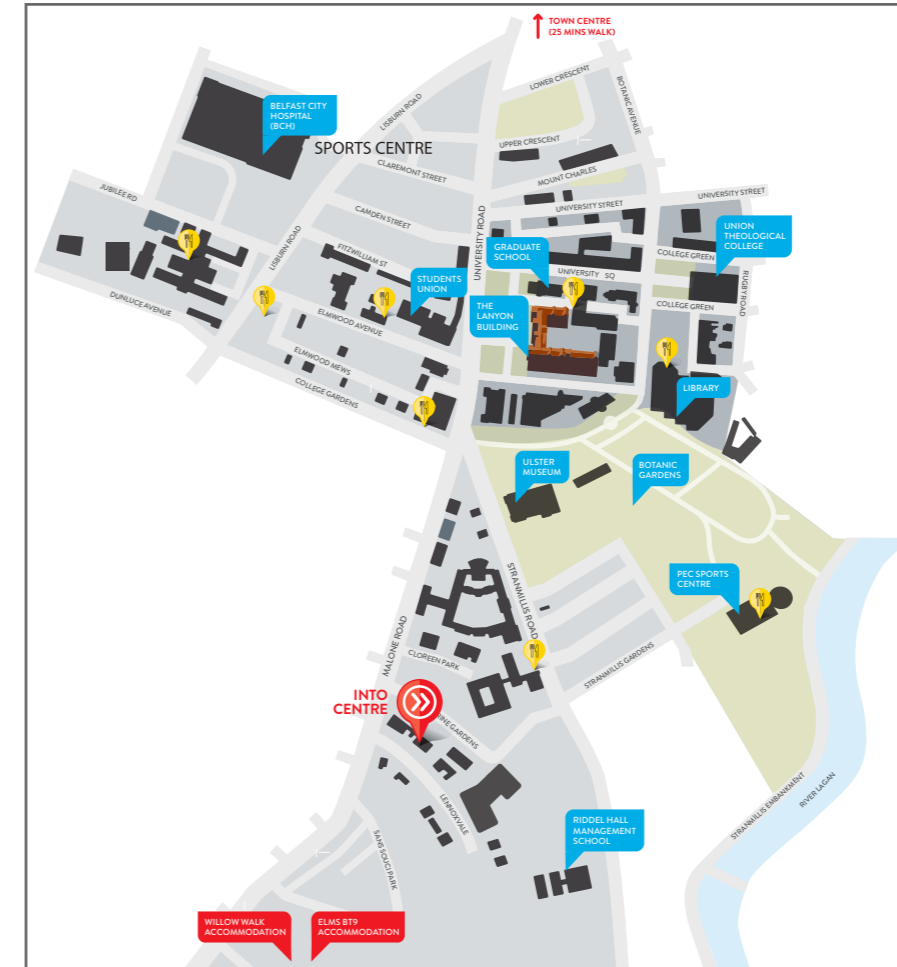 TOWN CENTRE
(25 MINS WALK)
LOWER CRESCENT
BOTANIC AVENUE
BELFAST CITY
HOSPITAL
(BCH)
LISBURN ROAD
SPORTS CENTRE
UPPER CRESCENT
CLAREMONT STREET
MOUNT CHARLES
JUBILEE RD
UNIVERSITY STREET
UNIVERSITY STREET
CAMDEN STREET
UNIVERSITY ROAD
LISBURN ROAD
FITZWILLIAM ST
GRADUATE
SCHOOL
UNION
THEOLOGICAL
COLLEGE
COLLEGE GREEN
STUDENTS
UNION
UNIVERSITY SQ
RUGBY ROAD
DUNLUCE AVENUE
THE
LANYON
BUILDING
COLLEGE GREEN
ELMWOOD AVENUE
ELMWOOD MEWS
COLLEGE GARDENS
LIBRARY
ULSTER
MUSEUM
BOTANIC
GARDENS
PEC SPORTS
CENTRE
STRANMILLIS ROAD
MALONE ROAD
CLOREEN PARK
STRANMILLIS GARDENS
INTO
CENTRE
RINE GARDENS
LENNOXVALE
STRANMILLIS EMBANKMENT
RIVER LAGAN
RIDDEL HALL
MANAGEMENT
SCHOOL
SANS SOUCI PARK
WILLOW WALK
ACCOMMODATION
ELMS BT9
ACCOMMODATION